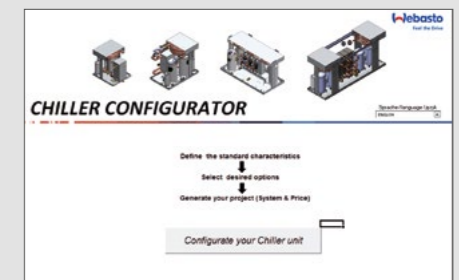 Webasto
Feel the Drive
CHILLER CONFIGURATOR
Define the standard characteristics
Select desired options
Generate your project (System & Price)
Configurate your Chiller unit